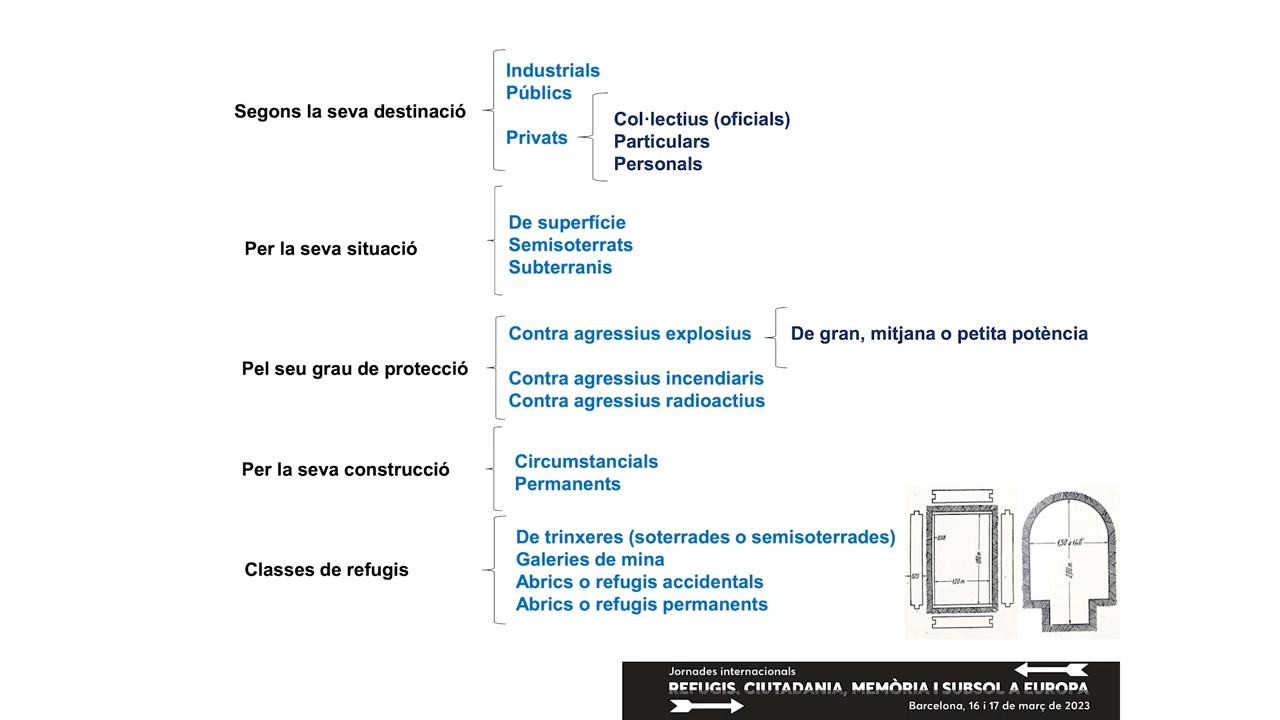 Segons la seva destinació
Industrials
Públics
Privats
Col·lectius (oficials)
Particulars
Personals
Per la seva situació
De superfície
Semisoterrats
Subterranis
Pel seu grau de protecció
Contra agressius explosius
De gran, mitjana o petita potència
Contra agressius incendiaris
Contra agressius radioactius
Per la seva construcció
Circumstancials
Permanents
Classes de refugis
De trinxeres (soterrades o semisoterrades)
Galeries de mina
Abrics o refugis accidentals
Abrics o refugis permanents
Jornades internacionals
REFUGIS. CIUTADANIA, MEMÒRIA I SUBSOL A EUROPA
Barcelona, 16 i 17 de març de 2023